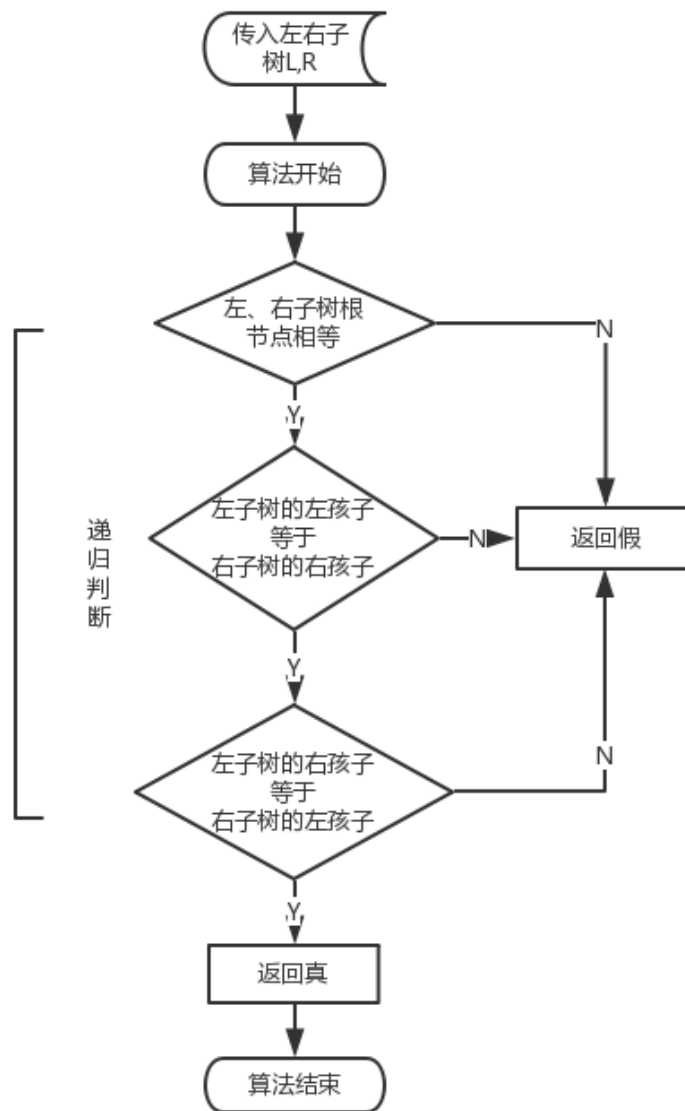 传入左右子
树L,R
算法开始
左、右子树根
节点相等
N
Y
左子树的左孩子
等于
右子树的右孩子
N
返回假
递
归
判
断
Y
左子树的右孩子
等于
右子树的左孩子
N
Y
返回真
算法结束